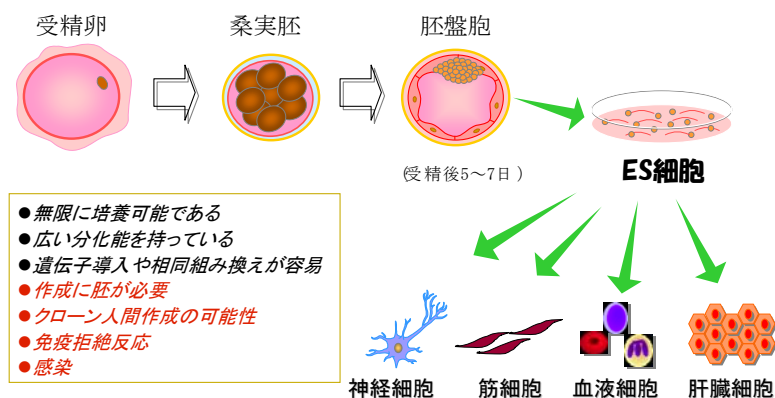 受精卵
桑実胚
胚盤胞
(受精後5～7日)
ES細胞
●無限に培養可能である
●広い分化能を持っている
●遺伝子導入や相同組み換えが容易
●作成に胚が必要
●クローン人間作成の可能性
●免疫拒絶反応
●感染
神経細胞
筋細胞
血液細胞
肝臓細胞